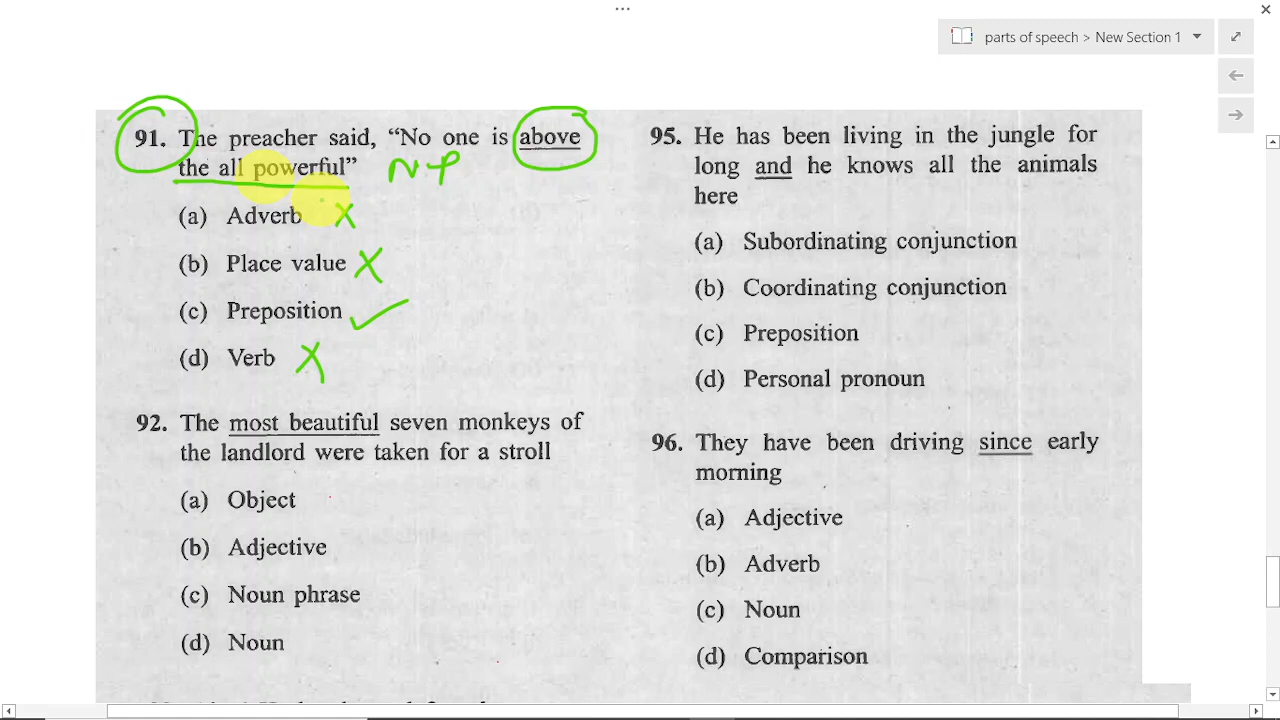 parts of speech > New Section 1
91. The preacher said, “No one is above
the all powerful” NP
(a) Adverb X
(b) Place value X
(c) Preposition ✓
(d) Verb X
92. The most beautiful seven monkeys of
the landlord were taken for a stroll
(a) Object
(b) Adjective
(c) Noun phrase
(d) Noun
95. He has been living in the jungle for
long and he knows all the animals
here
(a) Subordinating conjunction
(b) Coordinating conjunction
(c) Preposition
(d) Personal pronoun
96. They have been driving since early
morning
(a) Adjective
(b) Adverb
(c) Noun
(d) Comparison